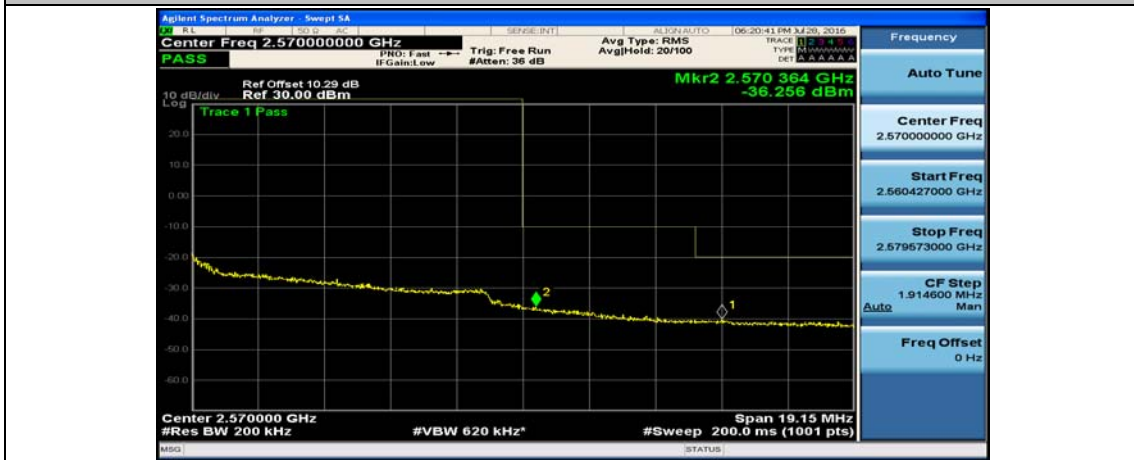 Agilent Spectrum Analyzer - Swept SA
RL RF 50 Ω AC SENSE:INT ALIGN AUTO 06:20:41 PM Jul 28, 2016
Center Freq 2.570000000 GHz
PASS
PNO: Fast
IFGain:Low
Trig: Free Run
#Atten: 36 dB
Avg Type: RMS
Avg|Hold: 20/100
TRACE 1 2 3 4 5 6
TYPE
DET A A A A A A
Ref Offset 10.29 dB
10 dB/div Ref 30.00 dBm
Log
Mkr2 2.570 364 GHz
-36.256 dBm
Trace 1 Pass
20.0
10.0
0.00
-10.0
-20.0
-30.0
-40.0
-50.0
-60.0
2
1
Center 2.570000 GHz
Span 19.15 MHz
#Res BW 200 kHz
#VBW 620 kHz*
#Sweep 200.0 ms (1001 pts)
MSG
STATUS
Frequency
Auto Tune
Center Freq
2.570000000 GHz
Start Freq
2.560427000 GHz
Stop Freq
2.579573000 GHz
CF Step
1.914600 MHz
Auto Man
Freq Offset
0 Hz